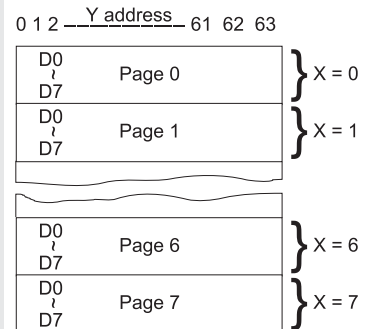 Y address
0 1 2 61 62 63
D0
~
D7
Page 0
X = 0
D0
~
D7
Page 1
X = 1
D0
~
D7
Page 6
X = 6
D0
~
D7
Page 7
X = 7